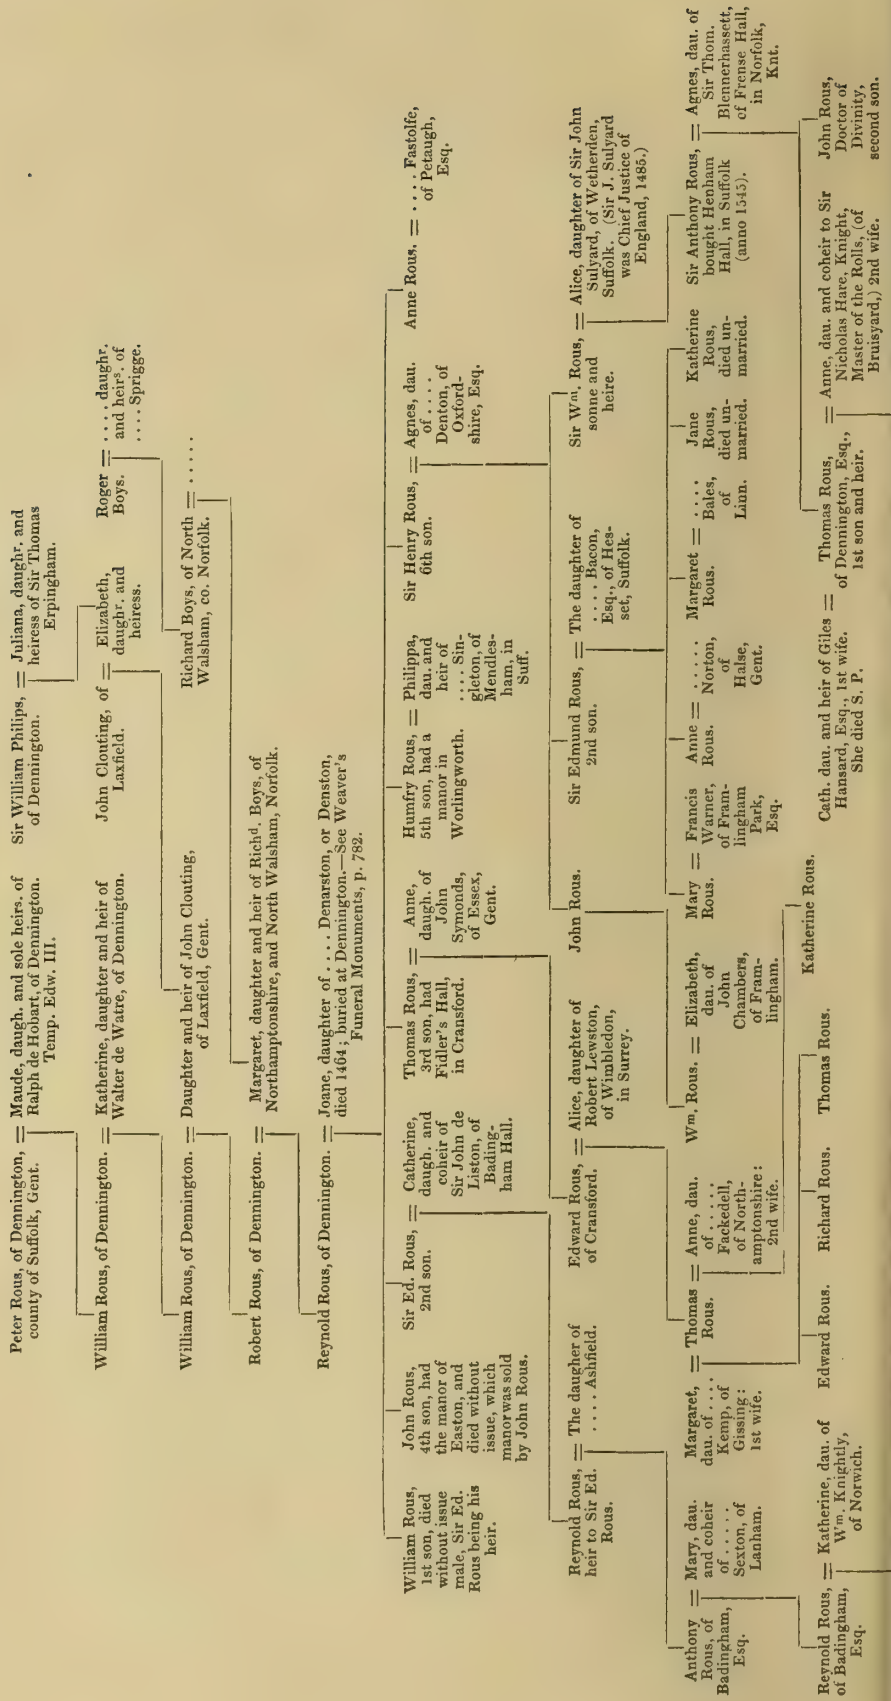 Peter Rous, of Dennington,
county of Suffolk, Gent.
=
Maude, daugh. and sole heirs. of
Ralph de Hobart, of Dennington.
Temp. Edw. III.
Sir William Philips,
of Dennington.
=
Juliana, daughr. and
heiress of Sir Thomas
Erpingham.
William Rous, of Dennington.
=
Katherine, daughter and heir of
Walter de Watre, of Dennington.
John Clouting, of
Laxfield.
=
Elizabeth,
daughr. and
heiress.
Roger
Boys.
=
.... daughr.
and heirs. of
.... Sprigge.
William Rous, of Dennington.
=
Daughter and heir of John Clouting,
of Laxfield, Gent.
Richard Boys, of North
Walsham, co. Norfolk.
=
.....
Robert Rous, of Dennington.
=
Margaret, daughter and heir of Richd. Boys, of
Northamptonshire, and North Walsham, Norfolk.
Reynold Rous, of Dennington.
=
Joane, daughter of .... Denarston, or Denston,
died 1464; buried at Dennington.—See Weaver's
Funeral Monuments, p. 782.
William Rous,
1st son, died
without issue
male, Sir Ed.
Rous being his
heir.
John Rous,
4th son, had
the manor of
Easton, and
died without
issue, which
manor was sold
by John Rous.
Sir Ed. Rous,
2nd son.
=
Catherine,
daugh. and
coheir of
Sir John de
Liston, of
Bading-
ham Hall.
Thomas Rous,
3rd son, had
Fidler's Hall,
in Cransford.
=
Anne,
daugh. of
John
Symonds,
of Essex,
Gent.
Humfry Rous,
5th son, had a
manor in
Worlingworth.
=
Philippa,
dau. and
heir of
.... Sin-
gleton, of
Mendles-
ham, in
Suff.
Sir Henry Rous,
6th son.
=
Agnes, dau.
of ....
Denton, of
Oxford-
shire, Esq.
Anne Rous.
=
.... Fastolfe,
of Petaugh,
Esq.
Reynold Rous,
heir to Sir Ed.
Rous.
=
The daugher of
.... Ashfield.
Edward Rous,
of Cransford.
=
Alice, daughter of
Robert Lewston,
of Wimbledon,
in Surrey.
John Rous.
Sir Edmund Rous,
2nd son.
=
The daughter of
.... Bacon,
Esq., of Hes-
set, Suffolk.
Sir Wm. Rous,
sonne and
heire.
=
Alice, daughter of Sir John
Sulyard, of Wetherden,
Suffolk. (Sir J. Sulyard
was Chief Justice of
England, 1485.)
Anthony
Rous, of
Badingham,
Esq.
=
Mary, dau.
and coheir
of .....
Sexton, of
Lanham.
Margaret,
dau. of ....
Kemp, of
Gissing:
1st wife.
=
Thomas
Rous.
=
Anne, dau.
of .....
Fackedell,
of North-
amptonshire:
2nd wife.
Wm. Rous.
=
Elizabeth,
dau. of
John
Chambers,
of Fram-
lingham.
Mary
Rous.
=
Francis
Warner,
of Fram-
lingham
Park,
Esq.
Anne
Rous.
=
.....
Norton,
of
Halse,
Gent.
Margaret
Rous.
=
....
Bales,
of
Linn.
Jane
Rous,
died un-
married.
Katherine
Rous,
died un-
married.
Sir Anthony Rous,
bought Henham
Hall, in Suffolk
(anno 1545).
=
Agnes, dau. of
Sir Thom.
Blennerhassett,
of Frense Hall,
in Norfolk,
Knt.
Reynold Rous,
of Badingham,
Esq.
=
Katherine, dau. of
Wm. Knightly,
of Norwich.
Edward Rous.
Richard Rous.
Thomas Rous.
Katherine Rous.
Cath. dau. and heir of Giles
Hansard, Esq., 1st wife.
She died S. P.
=
Thomas Rous,
of Dennington, Esq.,
1st son and heir.
=
Anne, dau. and coheir to Sir
Nicholas Hare, Knight,
Master of the Rolls, (of
Bruisyard,) 2nd wife.
John Rous,
Doctor of
Divinity,
second son.